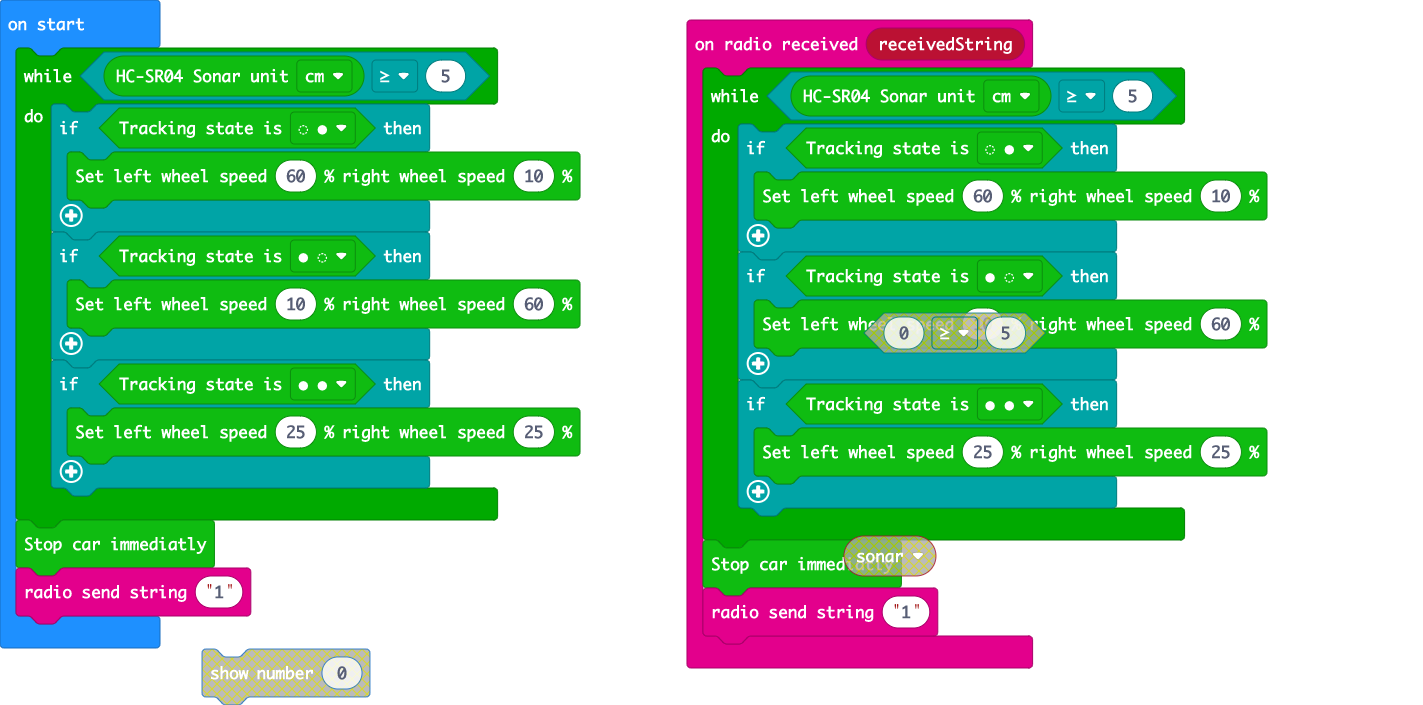 on start
while HC-SR04 Sonar unit cm ≥ 5
do
if Tracking state is ◌ ● then
Set left wheel speed 60 % right wheel speed 10 %
if Tracking state is ● ◌ then
Set left wheel speed 10 % right wheel speed 60 %
if Tracking state is ● ● then
Set left wheel speed 25 % right wheel speed 25 %
Stop car immediatly
radio send string "1"
show number 0
on radio received receivedString
while HC-SR04 Sonar unit cm ≥ 5
do
if Tracking state is ◌ ● then
Set left wheel speed 60 % right wheel speed 10 %
if Tracking state is ● ◌ then
Set left wheel right wheel speed 60 %
0 ≥ 5
if Tracking state is ● ● then
Set left wheel speed 25 % right wheel speed 25 %
Stop car immediatly
sonar
radio send string "1"